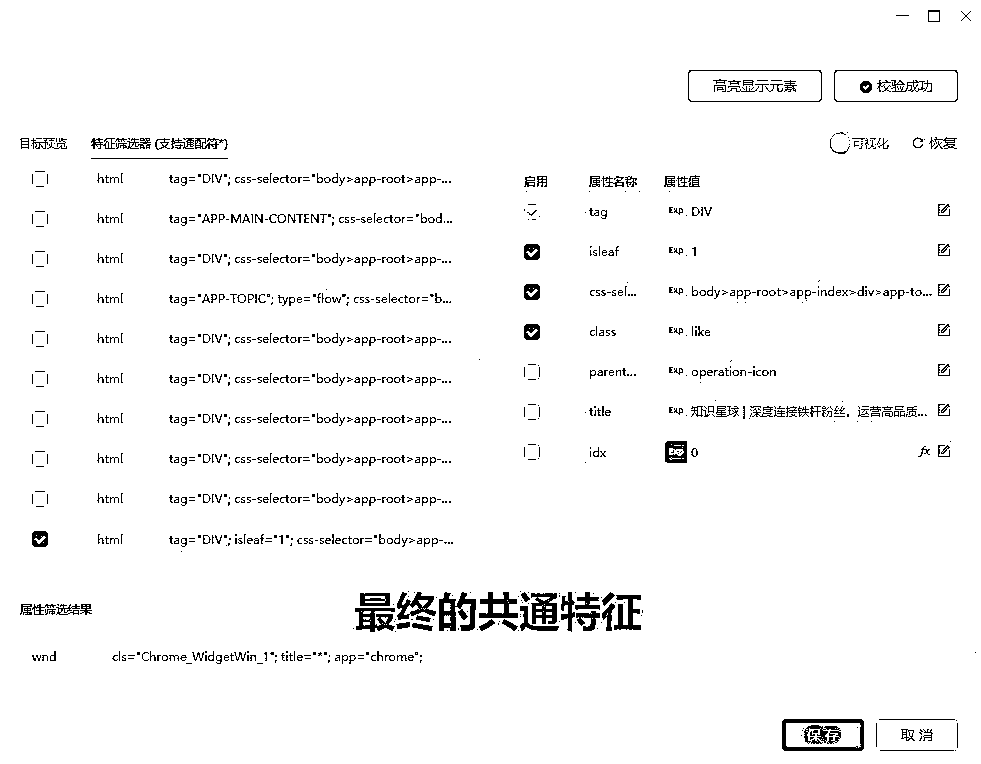 高亮显示元素 校验成功
目标预览 特征筛选器 (支持通配符*) 可视化 恢复
html tag="DIV"; css-selector="body>app-root>app-...
html tag="APP-MAIN-CONTENT"; css-selector="bod...
html tag="DIV"; css-selector="body>app-root>app-...
html tag="APP-TOPIC"; type="flow"; css-selector="b...
html tag="DIV"; css-selector="body>app-root>app-...
html tag="DIV"; css-selector="body>app-root>app-...
html tag="DIV"; css-selector="body>app-root>app-...
html tag="DIV"; css-selector="body>app-root>app-...
html tag="DIV"; css-selector="body>app-root>app-...
html tag="DIV"; isleaf="1"; css-selector="body>app-...
启用 属性名称 属性值
tag Exp DIV
isleaf Exp 1
css-sel... Exp body>app-root>app-index>div>app-to...
class Exp like
parent... Exp operation-icon
title Exp 知识星球 | 深度连接铁杆粉丝，运营高品质...
idx Exp 0 fx
属性筛选结果
最终的共通特征
wnd cls="Chrome_WidgetWin_1"; title="*"; app="chrome";
保存 取消